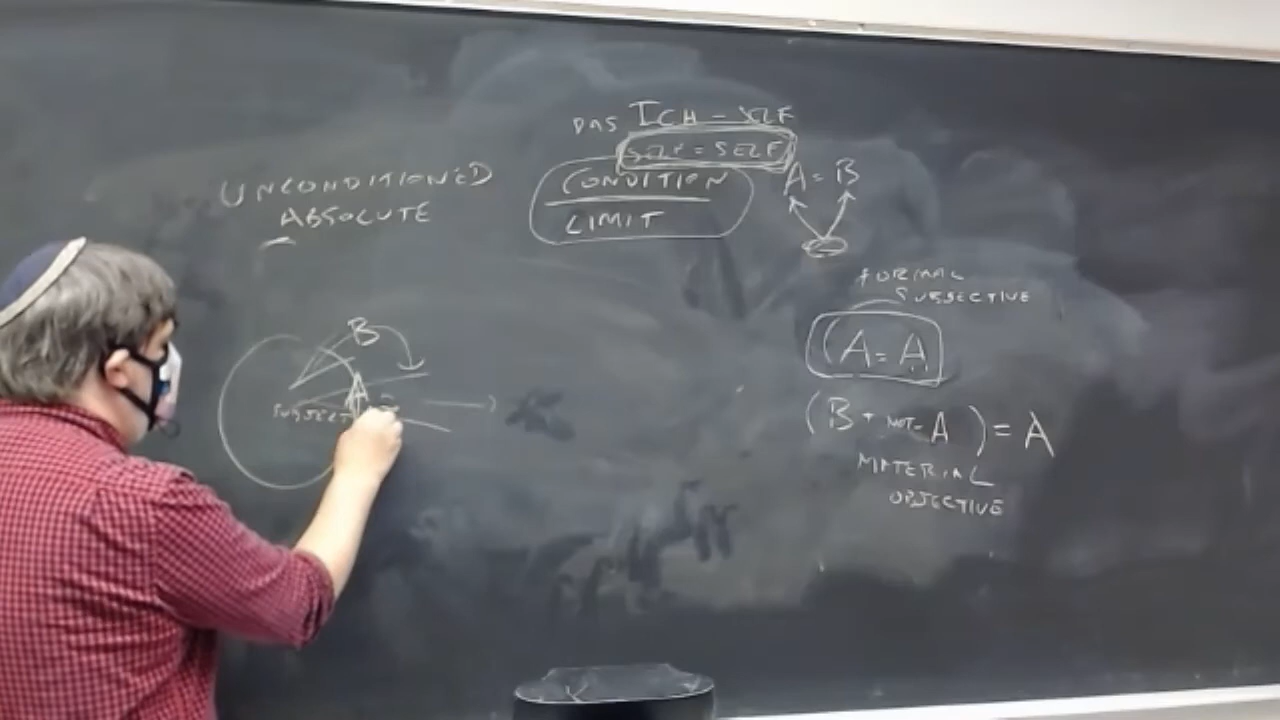 DAS ICH - SELF
SELF = SELF
UNCONDITIONED
ABSOLUTE
CONDITION
LIMIT
A = B
FORMAL
SUBJECTIVE
(A = A
(B + NOT-A) = A
MATERIAL
OBJECTIVE
B
A
SUBJECT